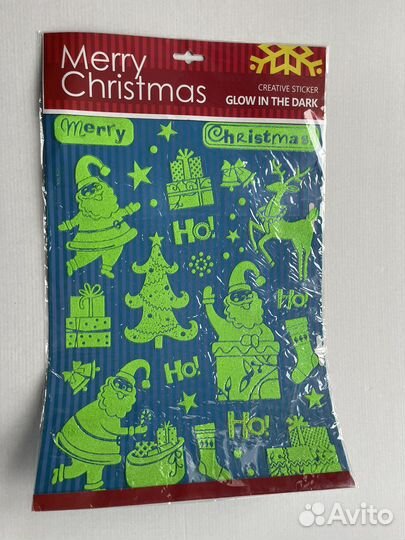 Merry
Christmas
CREATIVE STICKER
GLOW IN THE DARK
Merry
Christmas
Ho!
Ho!
Ho!
Ho!
Avito